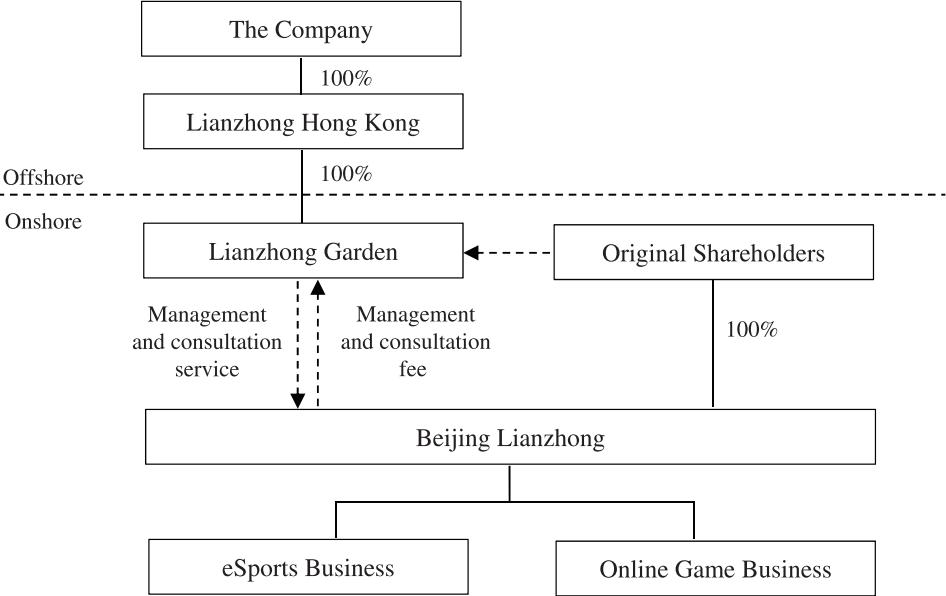 The Company
100%
Lianzhong Hong Kong
100%
Offshore
Onshore
Lianzhong Garden
Original Shareholders
Management
and consultation
service
Management
and consultation
fee
100%
Beijing Lianzhong
eSports Business
Online Game Business